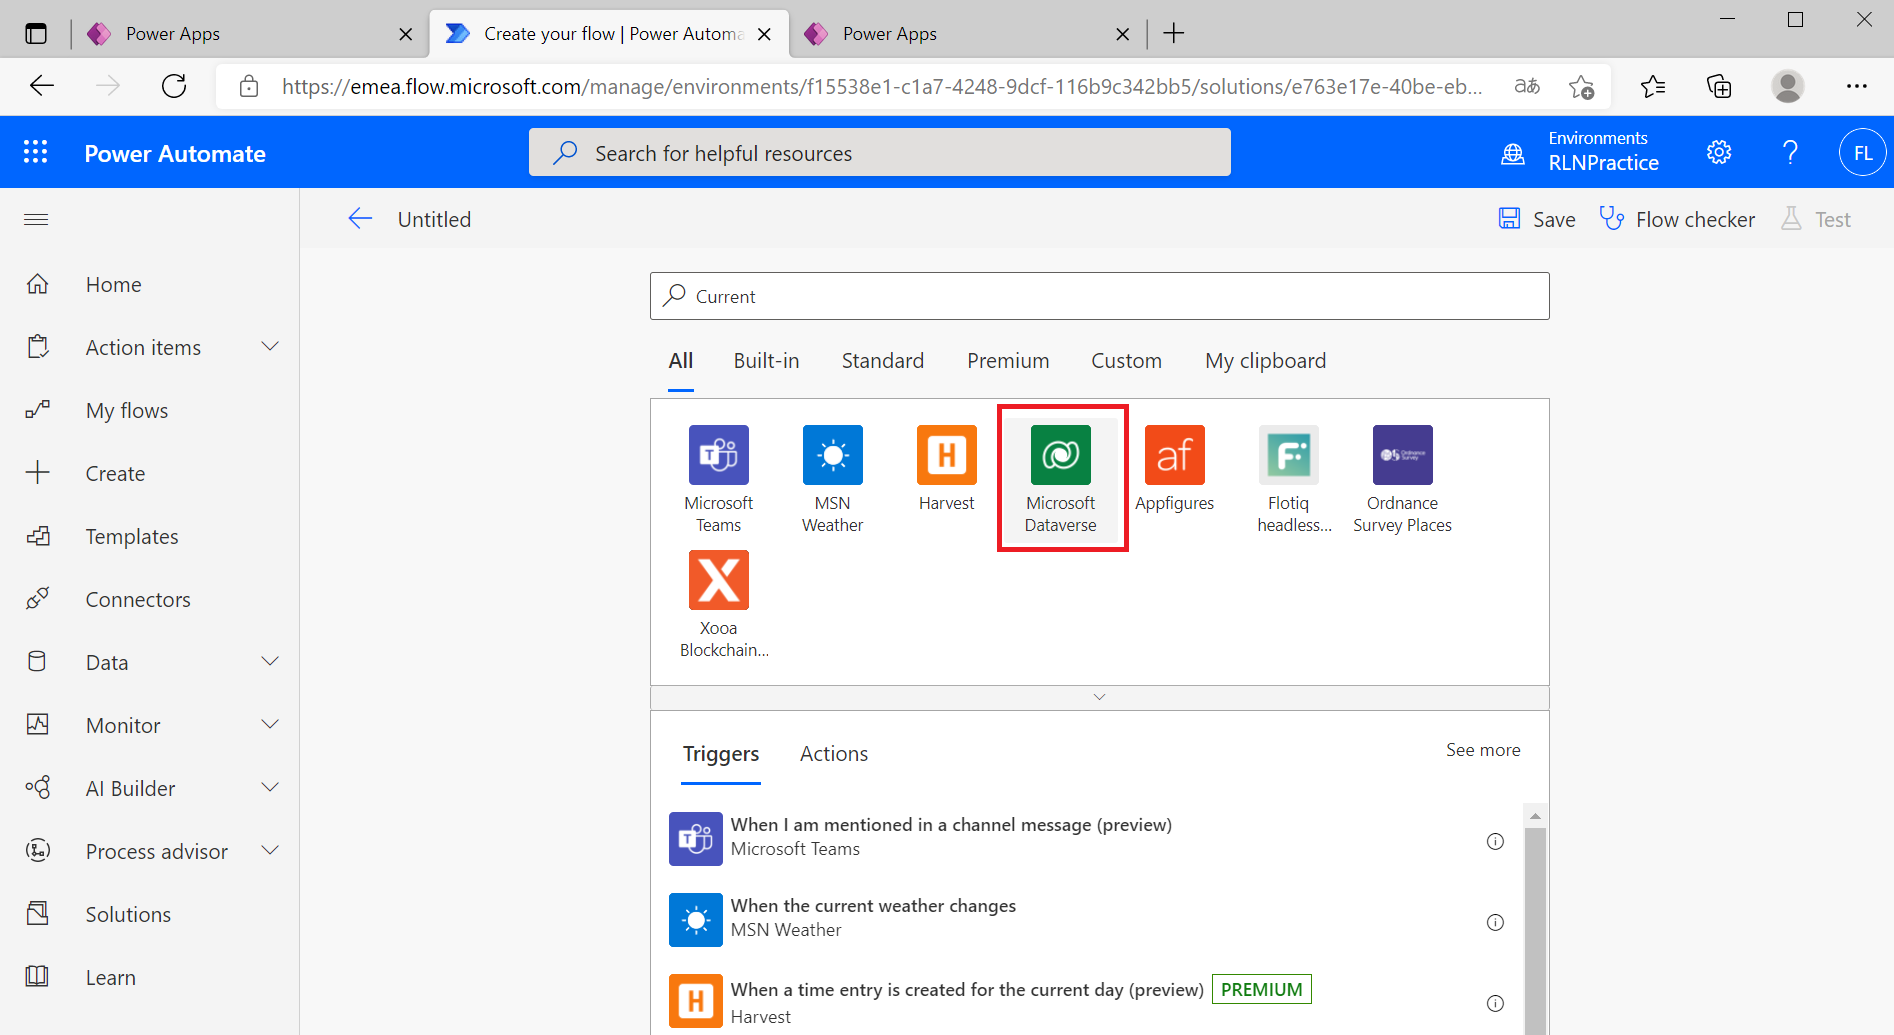 Power Apps
Create your flow | Power Automa
Power Apps
https://emea.flow.microsoft.com/manage/environments/f15538e1-c1a7-4248-9dcf-116b9c342bb5/solutions/e763e17e-40be-eb...
aあ
Power Automate
Search for helpful resources
Environments
RLNPractice
?
FL
Untitled
Save
Flow checker
Test
Home
Action items
My flows
Create
Templates
Connectors
Data
Monitor
AI Builder
Process advisor
Solutions
Learn
Current
All
Built-in
Standard
Premium
Custom
My clipboard
Microsoft
Teams
MSN
Weather
H
Harvest
Microsoft
Dataverse
af
Appfigures
F
Flotiq
headless...
Ordnance
Survey
Ordnance
Survey Places
X
Xooa
Blockchain...
Triggers
Actions
See more
When I am mentioned in a channel message (preview)
Microsoft Teams
When the current weather changes
MSN Weather
H
When a time entry is created for the current day (preview) PREMIUM
Harvest